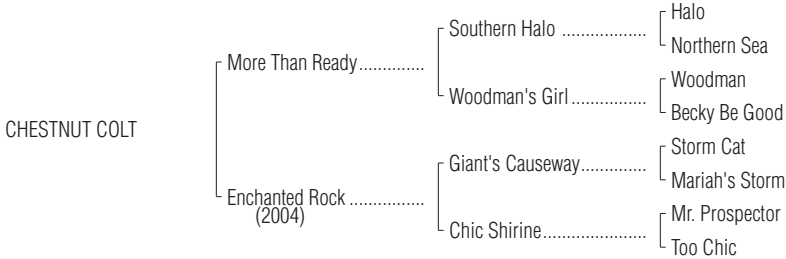 Halo
Southern Halo ..................
Northern Sea
More Than Ready..............
Woodman
Woodman's Girl................
Becky Be Good
CHESTNUT COLT
Storm Cat
Giant's Causeway..............
Mariah's Storm
Enchanted Rock ................
(2004)
Mr. Prospector
Chic Shirine......................
Too Chic